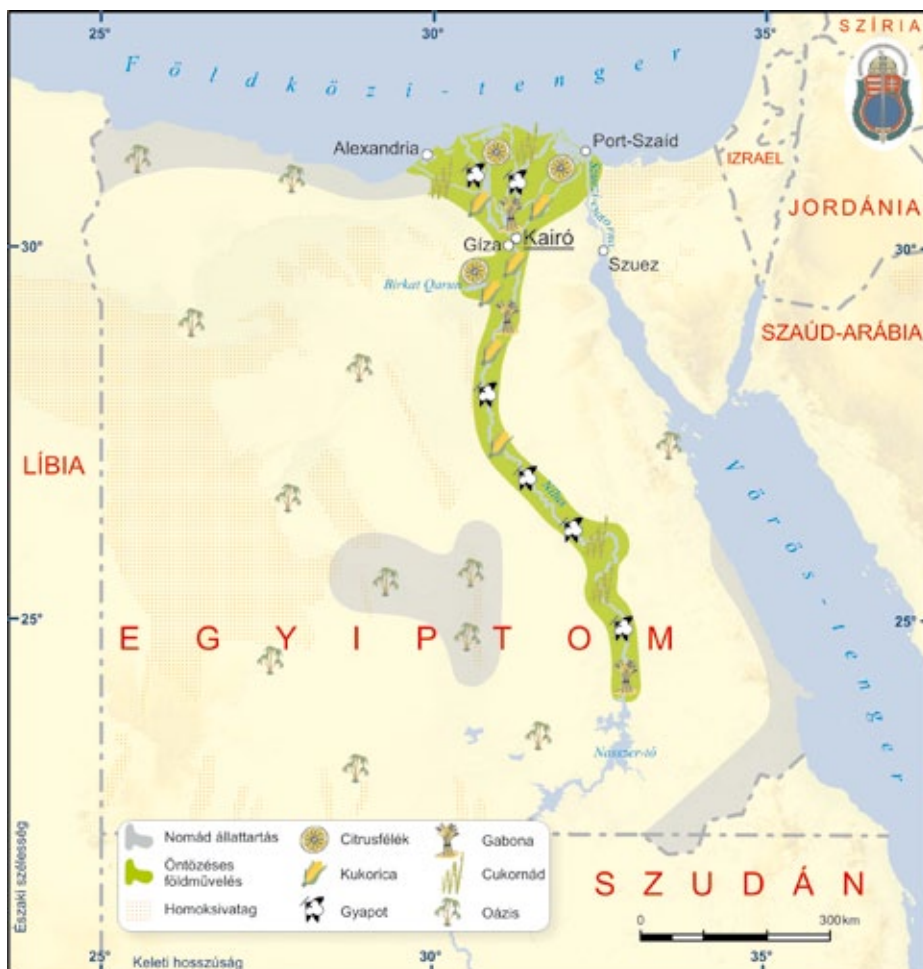 25°
30°
35°
SZÍRIA
Földközi-tenger
Alexandria
Port-Szaíd
IZRAEL
JORDÁNIA
30°
Gíza
Kairó
Szuez
30°
Birkat Qarun
SZAÚD-ARÁBIA
LÍBIA
Nílus
Vörös-tenger
25°
EGYIPTOM
25°
Nasszer-tó
Északi szélesség
Nomád állattartás
Citrusfélék
Gabona
Öntözéses
földművelés
Kukorica
Cukornád
Homoksivatag
Gyapot
Oázis
SZUDÁN
0
300km
Keleti hosszúság
30°
35°